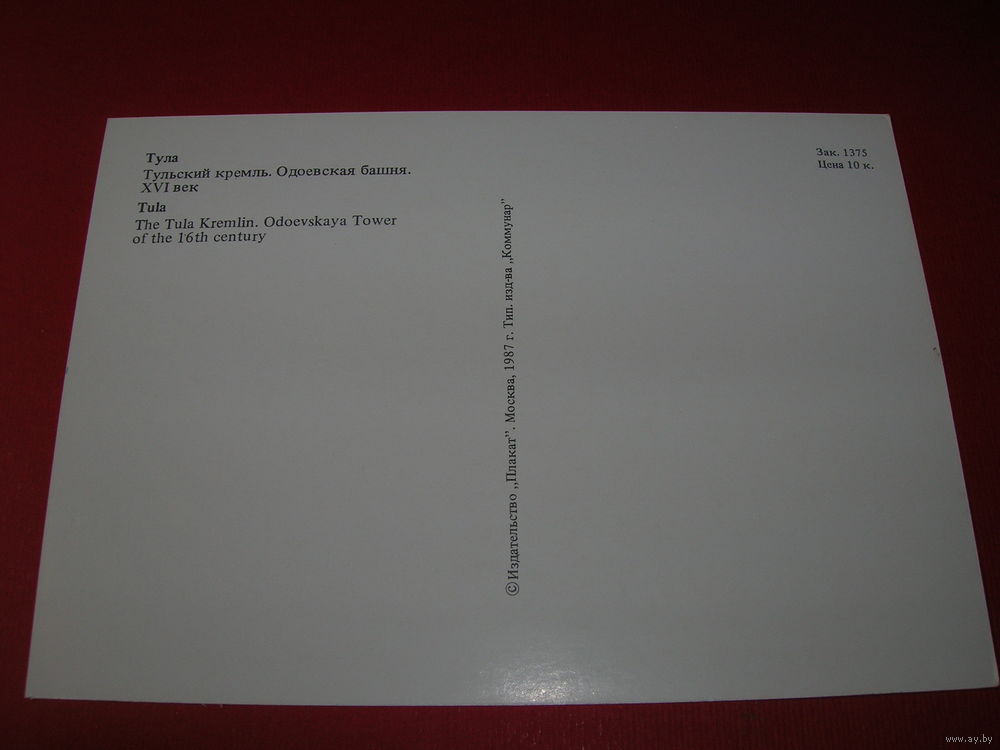 Тула
Тульский кремль. Одоевская башня.
XVI век
Tula
The Tula Kremlin. Odoevskaya Tower
of the 16th century
© Издательство „Плакат”. Москва, 1987 г. Тип. изд-ва „Коммунар”
Зак. 1375
Цена 10 к.
www.ay.by